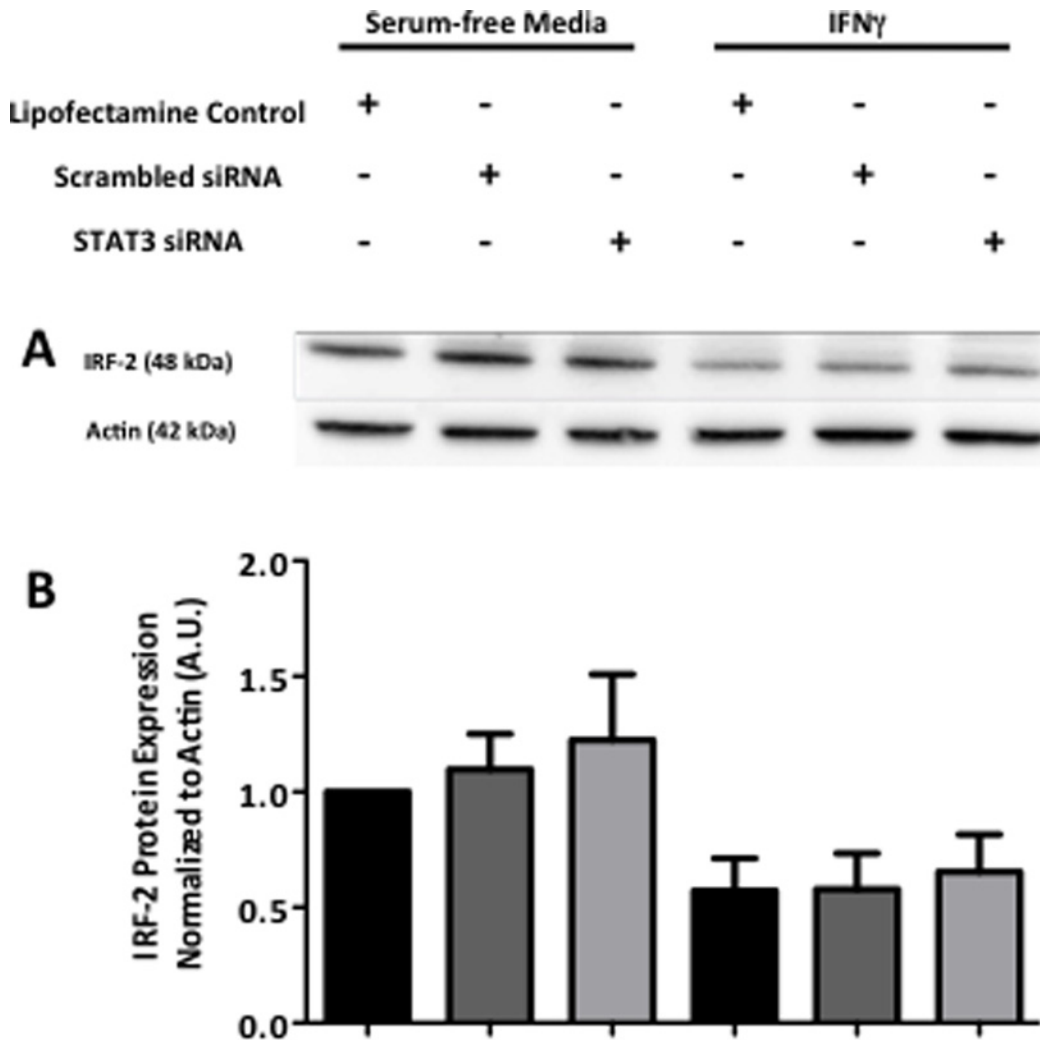 Serum-free Media IFNγ
Lipofectamine Control + - - + - -
Scrambled siRNA - + - - + -
STAT3 siRNA - - + - - +
A IRF-2 (48 kDa)
Actin (42 kDa)
B
IRF-2 Protein Expression
Normalized to Actin (A.U.)
2.0
1.5
1.0
0.5
0.0